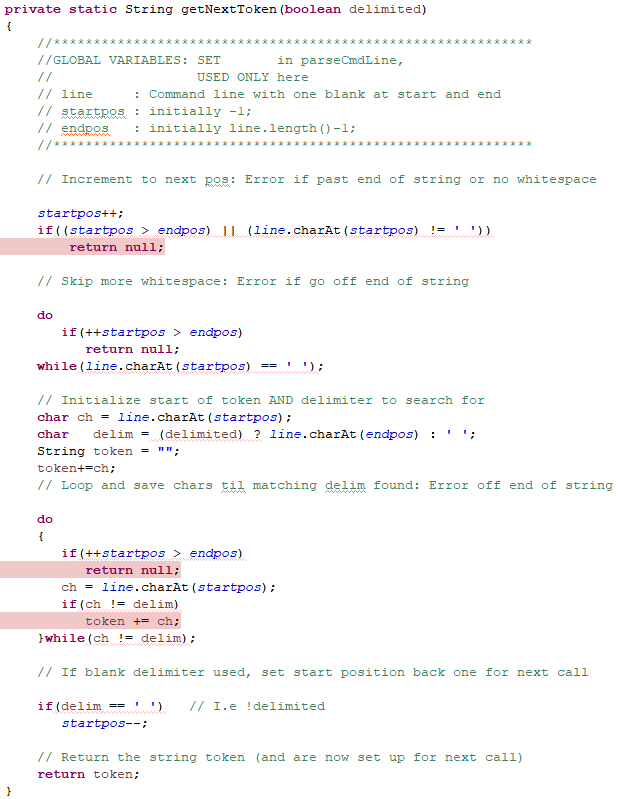 private static String getNextToken(boolean delimited)
{
    //************************************************************
    //GLOBAL VARIABLES: SET       in parseCmdLine,
    //                  USED ONLY here
    // line     : Command line with one blank at start and end
    // startpos : initially -1;
    // endpos   : initially line.length()-1;
    //************************************************************
    // Increment to next pos: Error if past end of string or no whitespace
    startpos++;
    if((startpos > endpos) || (line.charAt(startpos) != ' '))
        return null;
    // Skip more whitespace: Error if go off end of string
    do
       if(++startpos > endpos)
          return null;
    while(line.charAt(startpos) == ' ');
    // Initialize start of token AND delimiter to search for
    char ch = line.charAt(startpos);
    char   delim = (delimited) ? line.charAt(endpos) : ' ';
    String token = "";
    token+=ch;
    // Loop and save chars til matching delim found: Error off end of string
    do
    {
       if(++startpos > endpos)
          return null;
       ch = line.charAt(startpos);
       if(ch != delim)
          token += ch;
    }while(ch != delim);
    // If blank delimiter used, set start position back one for next call
    if(delim == ' ')   // I.e !delimited
       startpos--;
    // Return the string token (and are now set up for next call)
    return token;
}